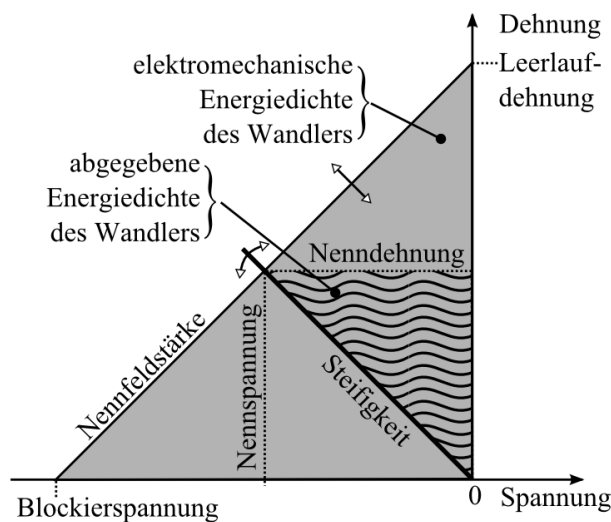 Dehnung
elektromechanische
Energiedichte
des Wandlers
Leerlauf-
dehnung
abgegebene
Energiedichte
des Wandlers
Nenndehnung
Nennfeldstärke
Nennspannung
Steifigkeit
0
Blockierspannung
Spannung